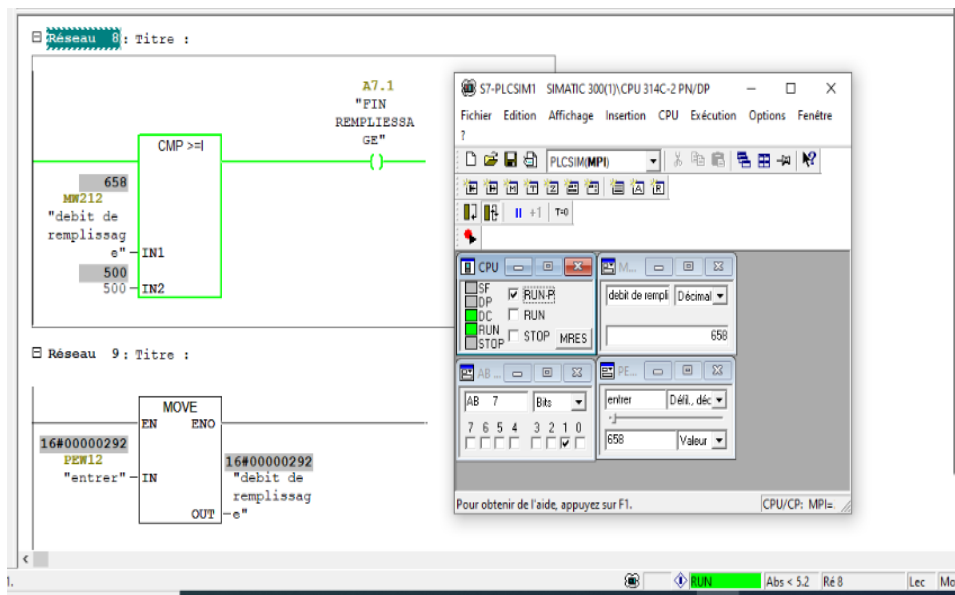 Réseau 8: Titre :
A7.1
"FIN
REMPLIESSA
GE"
CMP >=I
658
MW212
"debit de
remplissag
e"
IN1
500
500
IN2
Réseau 9: Titre :
MOVE
EN ENO
16#00000292
PEW12
"entrer"
IN
16#00000292
"debit de
remplissag
e"
OUT
S7-PLCSIM1 SIMATIC 300(1)\CPU 314C-2 PN/DP
Fichier Edition Affichage Insertion CPU Exécution Options Fenêtre
?
PLCSIM(MPI)
+1 T=0
CPU
SF
DP
DC
RUN
STOP
RUN-P
RUN
STOP
MRES
M...
debit de rempli Décimal
658
AB ...
AB 7 Bits
7 6 5 4 3 2 1 0
PE...
entrer Défil., déc
658 Valeur
Pour obtenir de l'aide, appuyez sur F1.
CPU/CP: MPI=
1.
RUN
Abs < 5.2
Ré 8
Lec
Mo